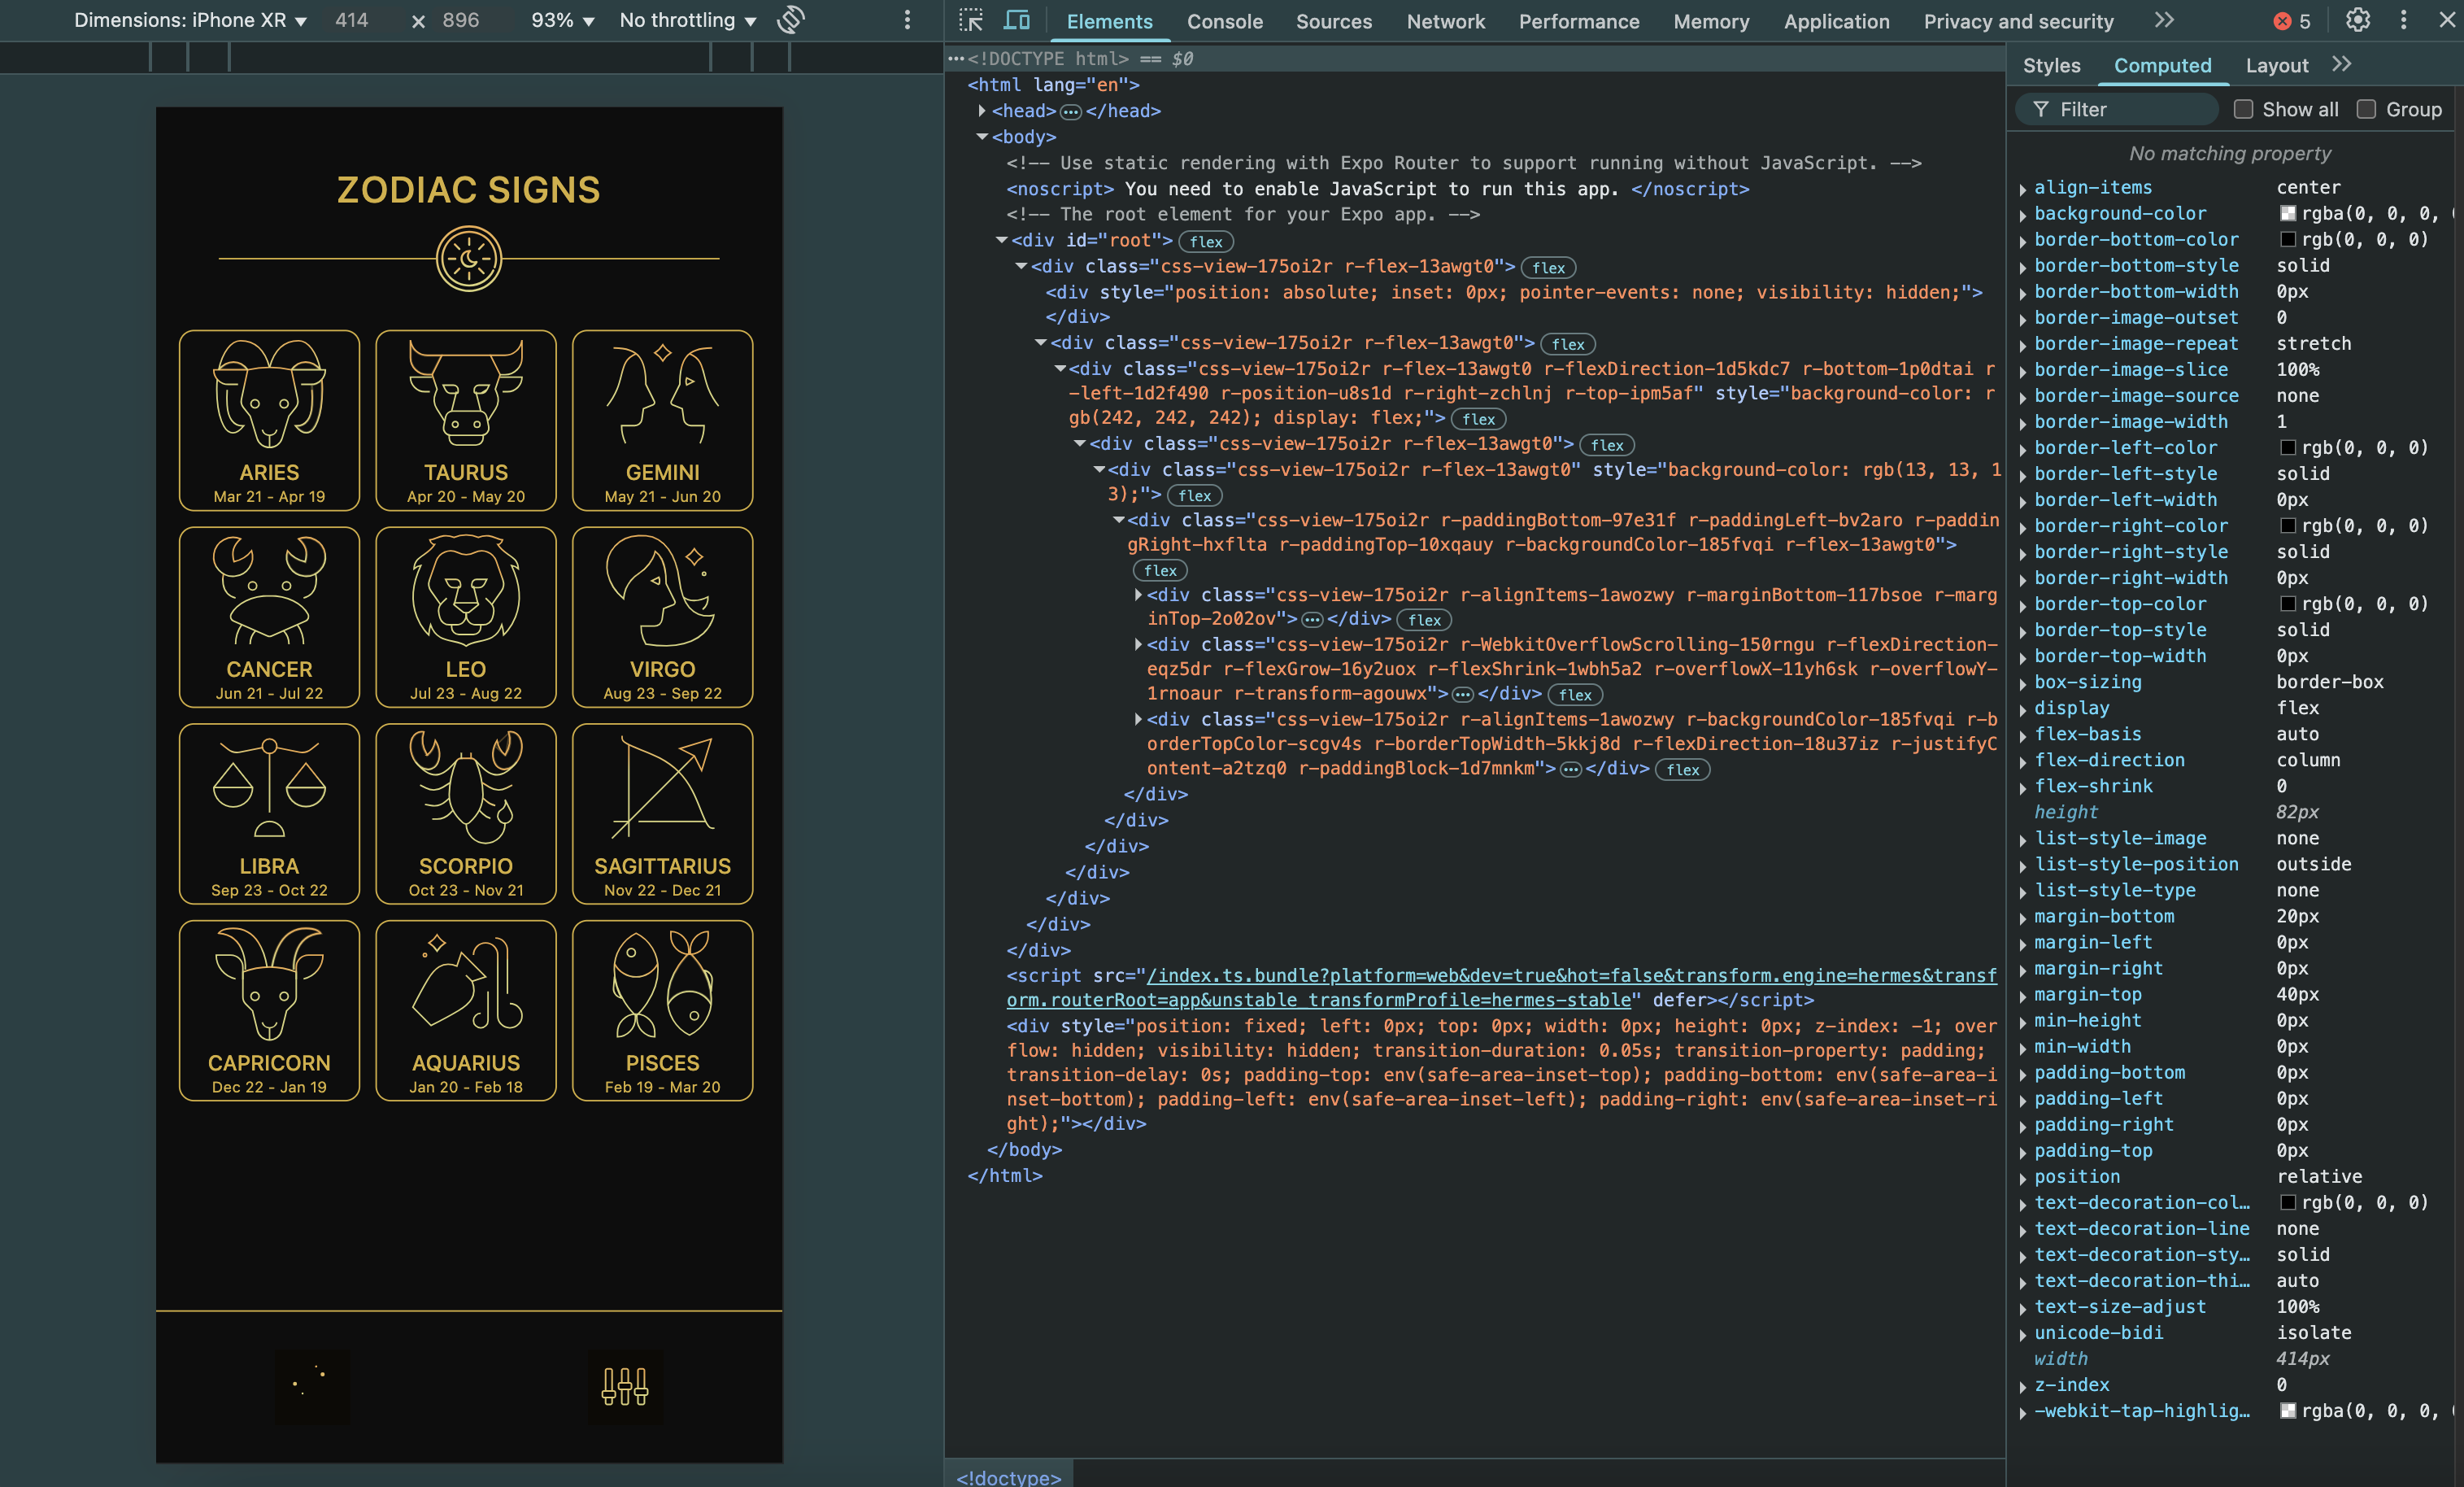 Dimensions: iPhone XR ▼ 414 × 896 93% ▼ No throttling ▼
ZODIAC SIGNS
ARIES
Mar 21 - Apr 19
TAURUS
Apr 20 - May 20
GEMINI
May 21 - Jun 20
CANCER
Jun 21 - Jul 22
LEO
Jul 23 - Aug 22
VIRGO
Aug 23 - Sep 22
LIBRA
Sep 23 - Oct 22
SCORPIO
Oct 23 - Nov 21
SAGITTARIUS
Nov 22 - Dec 21
CAPRICORN
Dec 22 - Jan 19
AQUARIUS
Jan 20 - Feb 18
PISCES
Feb 19 - Mar 20
Elements Console Sources Network Performance Memory Application Privacy and security 5
<!DOCTYPE html> == $0
<html lang="en">
<head>…</head>
<body>
<!-- Use static rendering with Expo Router to support running without JavaScript. -->
<noscript> You need to enable JavaScript to run this app. </noscript>
<!-- The root element for your Expo app. -->
<div id="root"> flex
<div class="css-view-175oi2r r-flex-13awgt0"> flex
<div style="position: absolute; inset: 0px; pointer-events: none; visibility: hidden;">
</div>
<div class="css-view-175oi2r r-flex-13awgt0"> flex
<div class="css-view-175oi2r r-flex-13awgt0 r-flexDirection-1d5kdc7 r-bottom-1p0dtai r
-left-1d2f490 r-position-u8s1d r-right-zchlnj r-top-ipm5af" style="background-color: r
gb(242, 242, 242); display: flex;"> flex
<div class="css-view-175oi2r r-flex-13awgt0"> flex
<div class="css-view-175oi2r r-flex-13awgt0" style="background-color: rgb(13, 13, 1
3);"> flex
<div class="css-view-175oi2r r-paddingBottom-97e31f r-paddingLeft-bv2aro r-paddin
gRight-hxflta r-paddingTop-10xqauy r-backgroundColor-185fvqi r-flex-13awgt0">
flex
<div class="css-view-175oi2r r-alignItems-1awozwy r-marginBottom-117bsoe r-marg
inTop-2o02ov">…</div> flex
<div class="css-view-175oi2r r-WebkitOverflowScrolling-150rngu r-flexDirection-
eqz5dr r-flexGrow-16y2uox r-flexShrink-1wbh5a2 r-overflowX-11yh6sk r-overflowY-
1rnoaur r-transform-agouwx">…</div> flex
<div class="css-view-175oi2r r-alignItems-1awozwy r-backgroundColor-185fvqi r-b
orderTopColor-scgv4s r-borderTopWidth-5kkj8d r-flexDirection-18u37iz r-justifyC
ontent-a2tzq0 r-paddingBlock-1d7mnkm">…</div> flex
</div>
</div>
</div>
</div>
</div>
</div>
</div>
<script src="/index.ts.bundle?platform=web&dev=true&hot=false&transform.engine=hermes&transf
orm.routerRoot=app&unstable_transformProfile=hermes-stable" defer></script>
<div style="position: fixed; left: 0px; top: 0px; width: 0px; height: 0px; z-index: -1; over
flow: hidden; visibility: hidden; transition-duration: 0.05s; transition-property: padding;
transition-delay: 0s; padding-top: env(safe-area-inset-top); padding-bottom: env(safe-area-i
nset-bottom); padding-left: env(safe-area-inset-left); padding-right: env(safe-area-inset-ri
ght);"></div>
</body>
</html>
<!doctype>
Styles Computed Layout
Filter Show all Group
No matching property
align-items center
background-color rgba(0, 0, 0,
border-bottom-color rgb(0, 0, 0)
border-bottom-style solid
border-bottom-width 0px
border-image-outset 0
border-image-repeat stretch
border-image-slice 100%
border-image-source none
border-image-width 1
border-left-color rgb(0, 0, 0)
border-left-style solid
border-left-width 0px
border-right-color rgb(0, 0, 0)
border-right-style solid
border-right-width 0px
border-top-color rgb(0, 0, 0)
border-top-style solid
border-top-width 0px
box-sizing border-box
display flex
flex-basis auto
flex-direction column
flex-shrink 0
height 82px
list-style-image none
list-style-position outside
list-style-type none
margin-bottom 20px
margin-left 0px
margin-right 0px
margin-top 40px
min-height 0px
min-width 0px
padding-bottom 0px
padding-left 0px
padding-right 0px
padding-top 0px
position relative
text-decoration-col… rgb(0, 0, 0)
text-decoration-line none
text-decoration-sty… solid
text-decoration-thi… auto
text-size-adjust 100%
unicode-bidi isolate
width 414px
z-index 0
-webkit-tap-highlig… rgba(0, 0, 0,